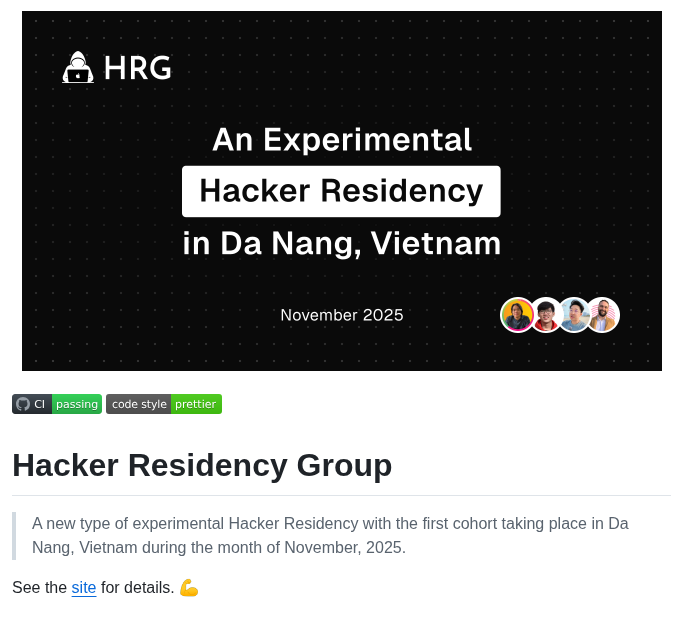 HRG
An Experimental
Hacker Residency
in Da Nang, Vietnam
November 2025
CI passing code style prettier
Hacker Residency Group
A new type of experimental Hacker Residency with the first cohort taking place in Da
Nang, Vietnam during the month of November, 2025.
See the site for details. 💪